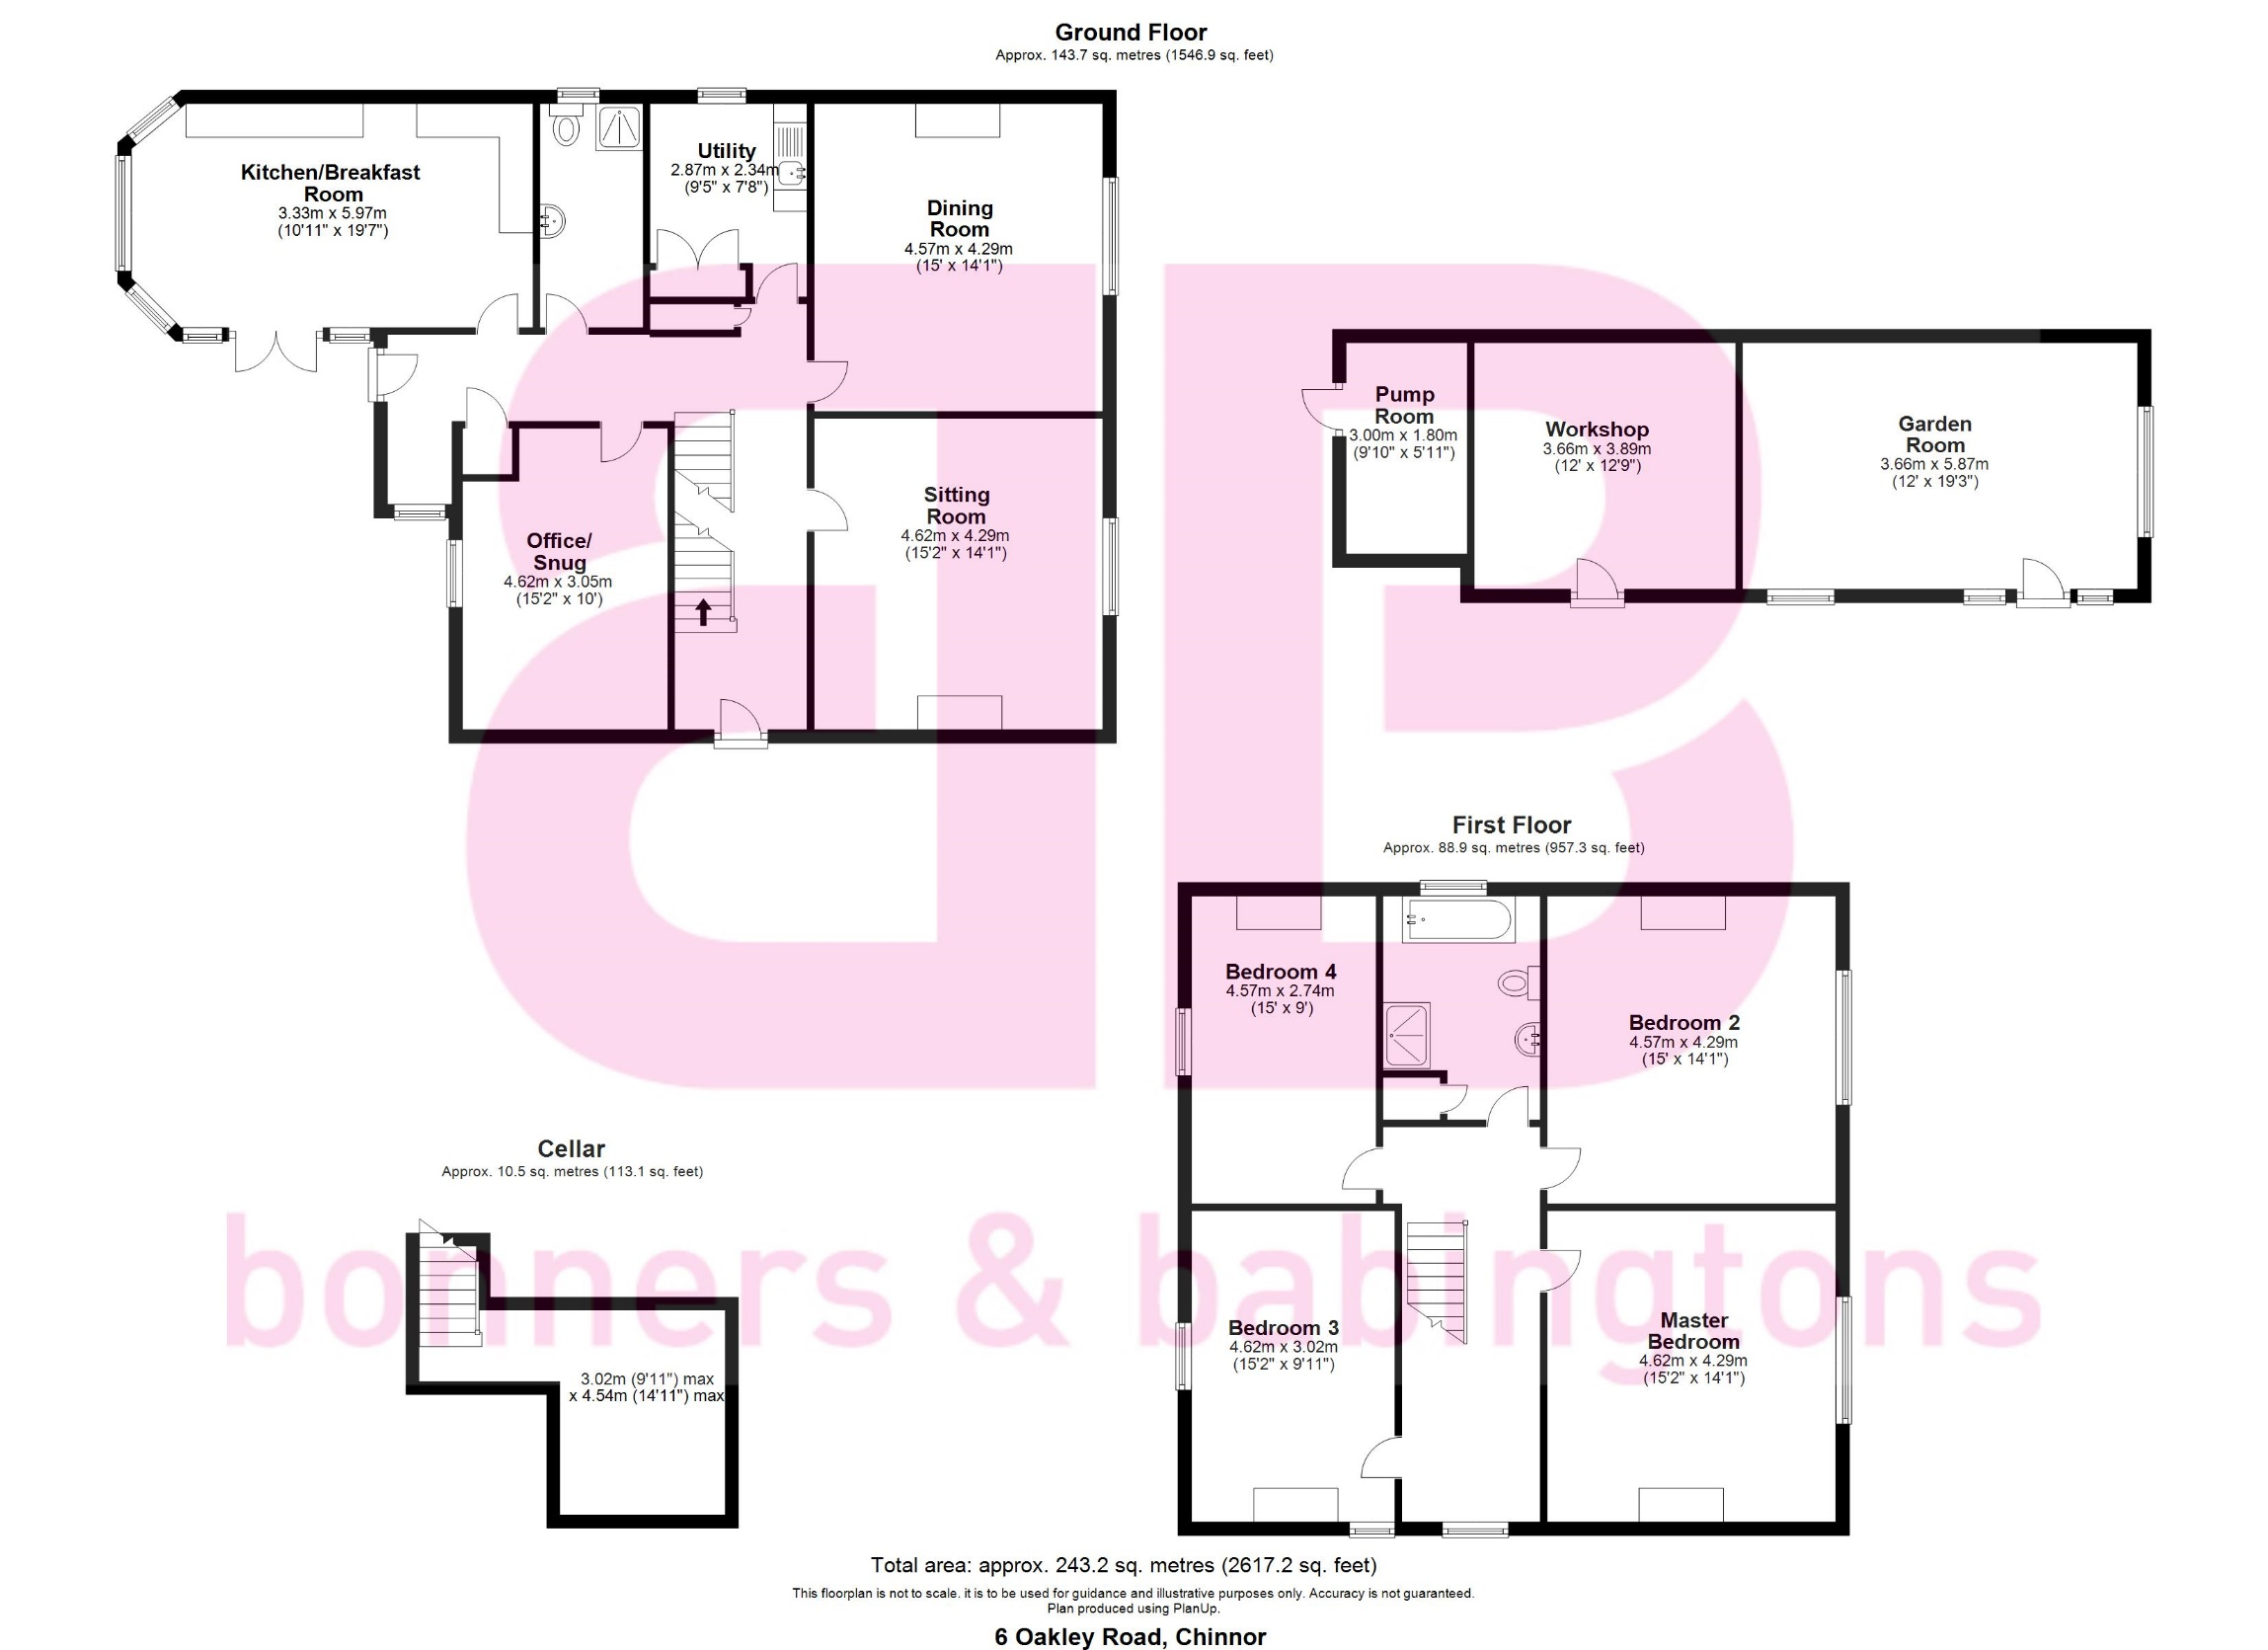 Ground Floor
Approx. 143.7 sq. metres (1546.9 sq. feet)
Kitchen/Breakfast
Room
3.33m x 5.97m
(10'11" x 19'7")
Utility
2.87m x 2.34m
(9'5" x 7'8")
Dining
Room
4.57m x 4.29m
(15' x 14'1")
Pump
Room
3.00m x 1.80m
(9'10" x 5'11")
Workshop
3.66m x 3.89m
(12' x 12'9")
Garden
Room
3.66m x 5.87m
(12' x 19'3")
Office/
Snug
4.62m x 3.05m
(15'2" x 10')
Sitting
Room
4.62m x 4.29m
(15'2" x 14'1")
First Floor
Approx. 88.9 sq. metres (957.3 sq. feet)
Bedroom 4
4.57m x 2.74m
(15' x 9')
Bedroom 2
4.57m x 4.29m
(15' x 14'1")
Cellar
Approx. 10.5 sq. metres (113.1 sq. feet)
bonners & babingtons
Bedroom 3
4.62m x 3.02m
(15'2" x 9'11")
Master
Bedroom
4.62m x 4.29m
(15'2" x 14'1")
3.02m (9'11") max
x 4.54m (14'11") max
Total area: approx. 243.2 sq. metres (2617.2 sq. feet)
This floorplan is not to scale. it is to be used for guidance and illustrative purposes only. Accuracy is not guaranteed.
Plan produced using PlanUp.
6 Oakley Road, Chinnor